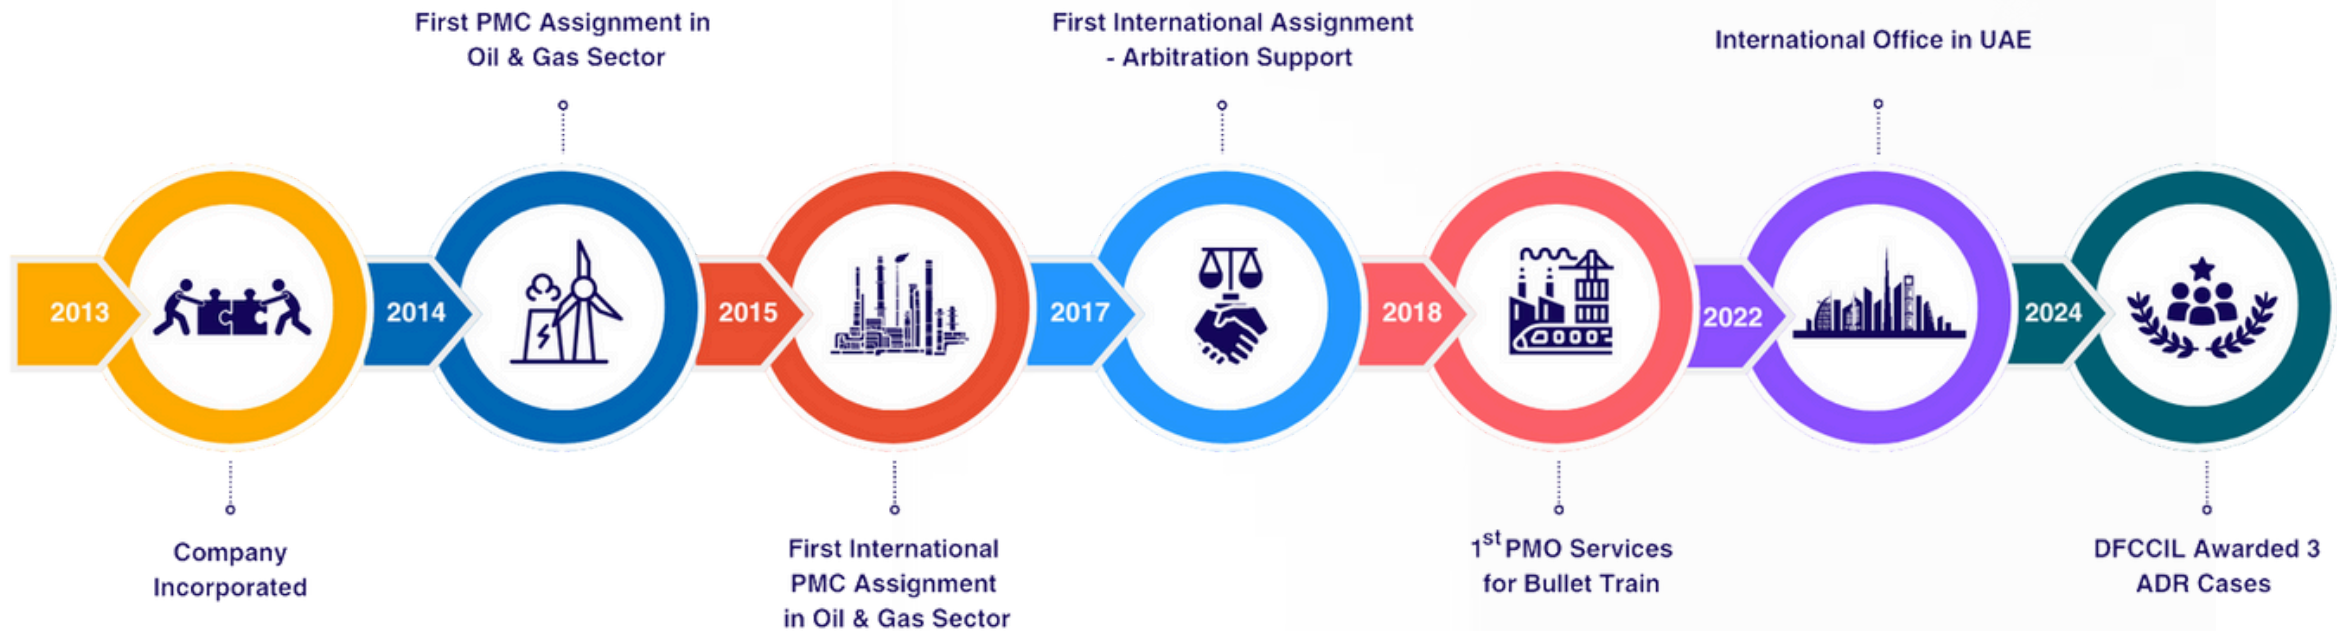 First PMC Assignment in
Oil & Gas Sector
First International Assignment
- Arbitration Support
International Office in UAE
2013
2014
2015
2017
2018
2022
2024
Company
Incorporated
First International
PMC Assignment
in Oil & Gas Sector
1st PMO Services
for Bullet Train
DFCCIL Awarded 3
ADR Cases